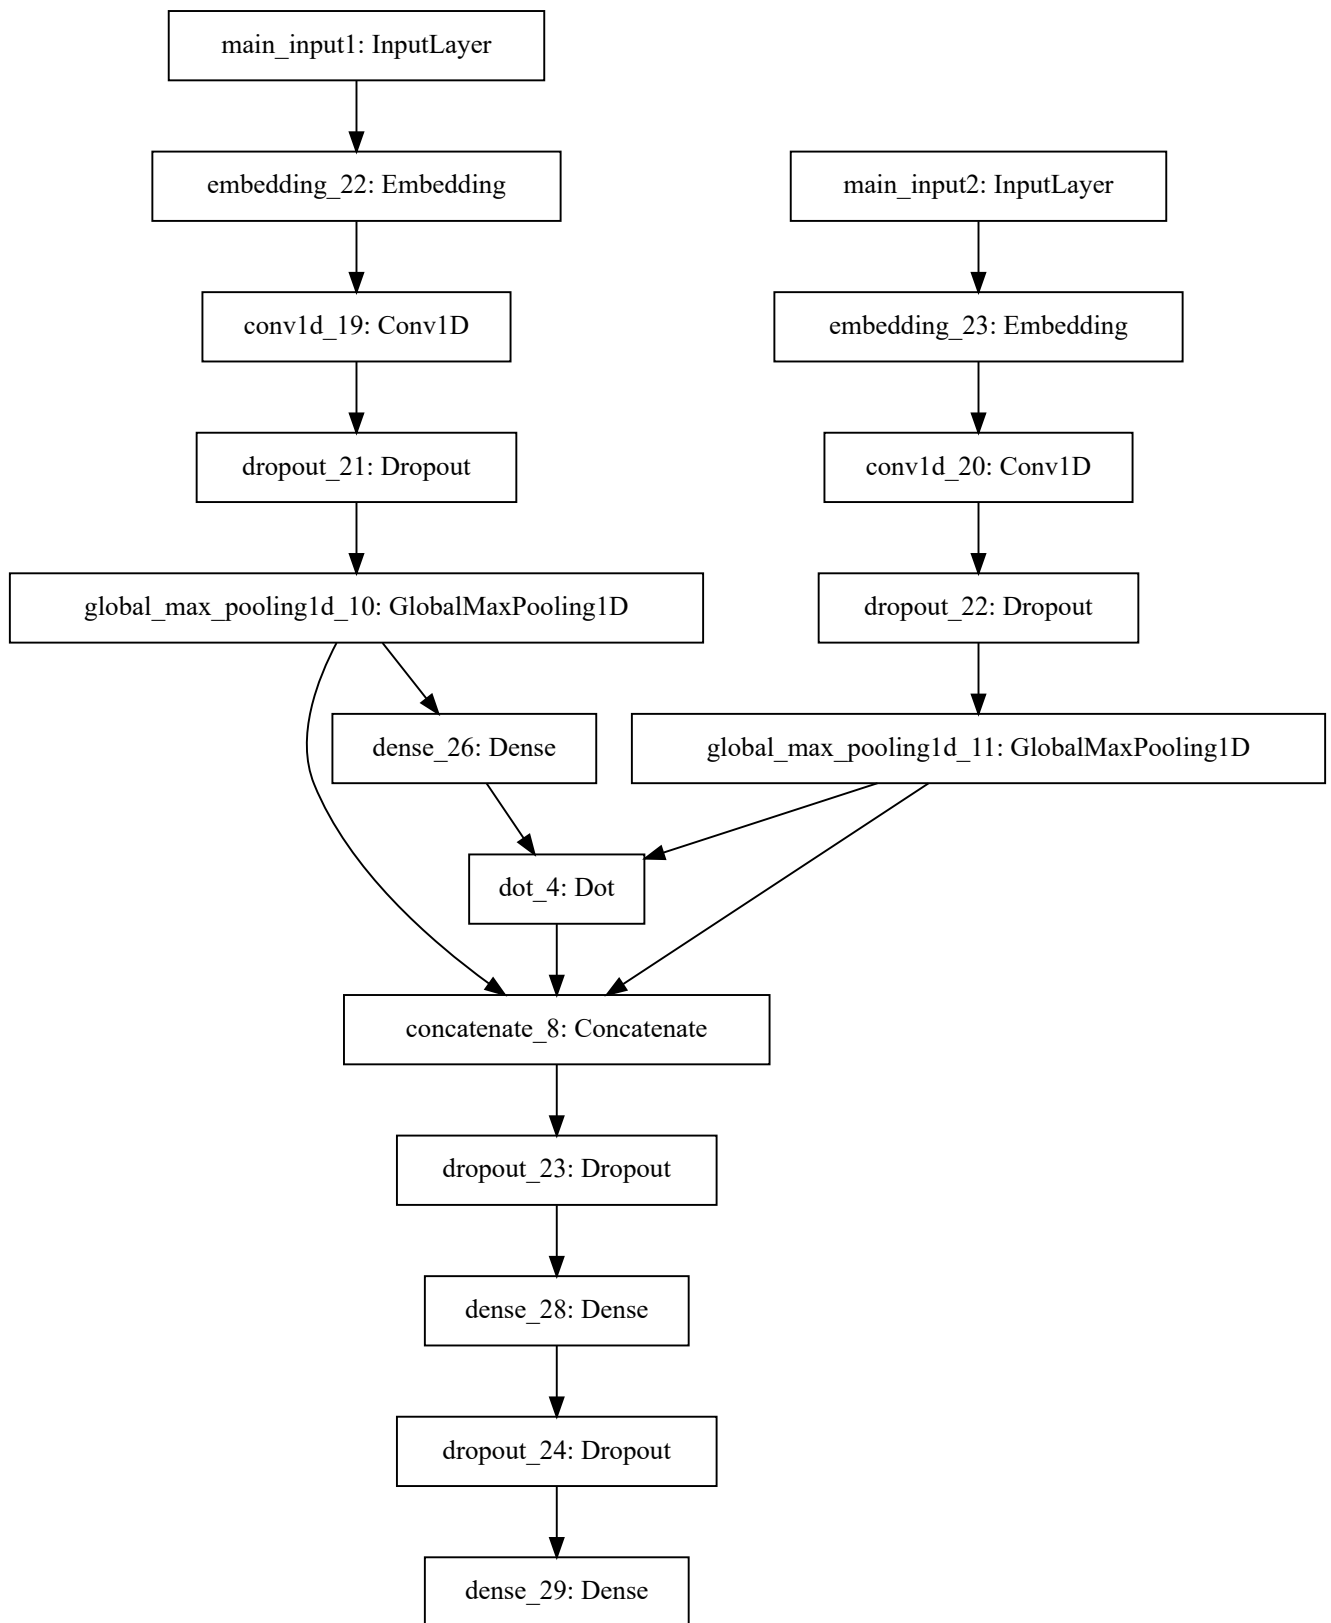 main_input1: InputLayer
embedding_22: Embedding
main_input2: InputLayer
conv1d_19: Conv1D
embedding_23: Embedding
dropout_21: Dropout
conv1d_20: Conv1D
global_max_pooling1d_10: GlobalMaxPooling1D
dropout_22: Dropout
dense_26: Dense
global_max_pooling1d_11: GlobalMaxPooling1D
dot_4: Dot
concatenate_8: Concatenate
dropout_23: Dropout
dense_28: Dense
dropout_24: Dropout
dense_29: Dense